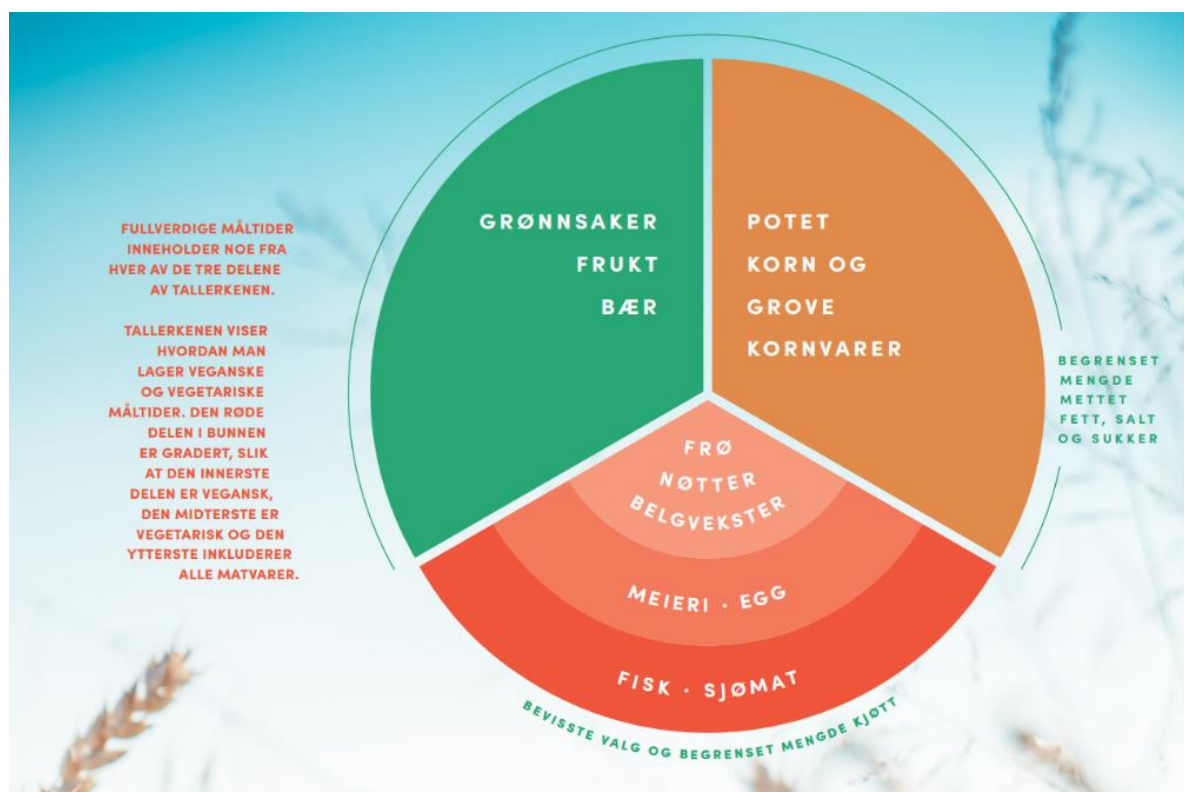 FULLVERDIGE MÅLTIDER
INNEHOLDER NOE FRA
HVER AV DE TRE DELENE
AV TALLERKENEN.
TALLERKENEN VISER
HVORDAN MAN
LAGER VEGANSKE
OG VEGETARISKE
MÅLTIDER. DEN RØDE
DELEN I BUNNEN
ER GRADERT, SLIK
AT DEN INNERSTE
DELEN ER VEGANSK,
DEN MIDTERSTE ER
VEGETARISK OG DEN
YTTERSTE INKLUDERER
ALLE MATVARER.
GRØNNSAKER
FRUKT
BÆR
POTET
KORN OG
GROVE
KORNVARER
BEGRENSET
MENGDE
METTET
FETT, SALT
OG SUKKER
FRØ
NØTTER
BELGVEKSTER
MEIERI · EGG
FISK · SJØMAT
BEVISSTE VALG OG BEGRENSET MENGDE KJØTT